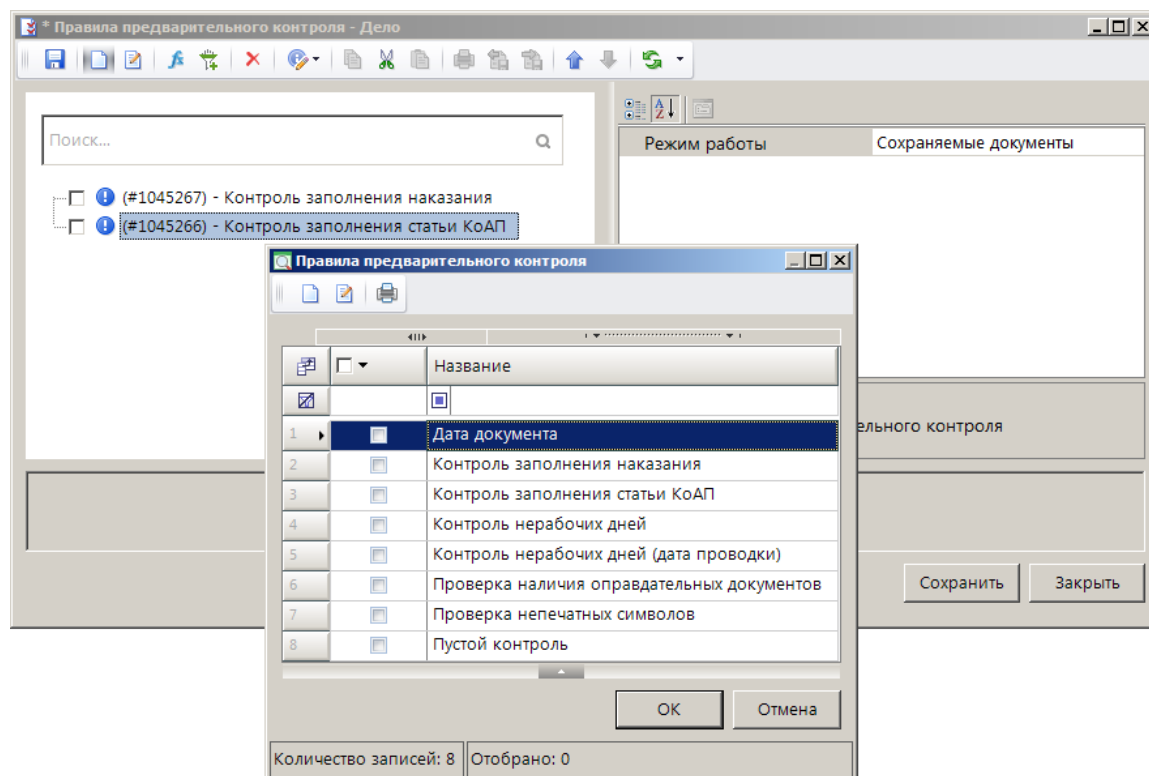 * Правила предварительного контроля - Дело
Поиск...
(#1045267) - Контроль заполнения наказания
(#1045266) - Контроль заполнения статьи КоАП
Режим работы Сохраняемые документы
ельного контроля
Сохранить Закрыть
Правила предварительного контроля
Название
1 Дата документа
2 Контроль заполнения наказания
3 Контроль заполнения статьи КоАП
4 Контроль нерабочих дней
5 Контроль нерабочих дней (дата проводки)
6 Проверка наличия оправдательных документов
7 Проверка непечатных символов
8 Пустой контроль
OK Отмена
Количество записей: 8 Отобрано: 0